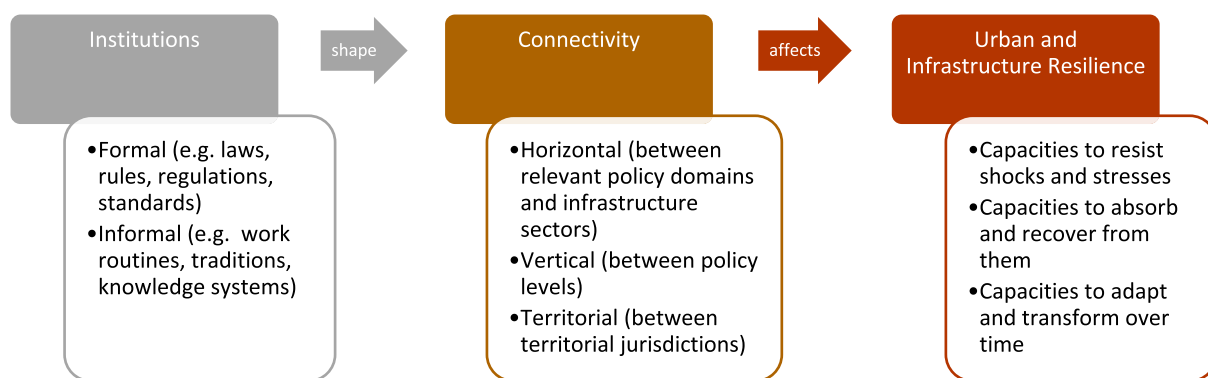 Institutions
shape
Connectivity
affects
Urban and
Infrastructure Resilience
•Formal (e.g. laws,
rules, regulations,
standards)
•Informal (e.g.  work
routines, traditions,
knowledge systems)
•Horizontal (between
relevant policy domains
and infrastructure
sectors)
•Vertical (between policy
levels)
•Territorial (between
territorial jurisdictions)
•Capacities to resist
shocks and stresses
•Capacities to absorb
and recover from
them
•Capacities to adapt
and transform over
time